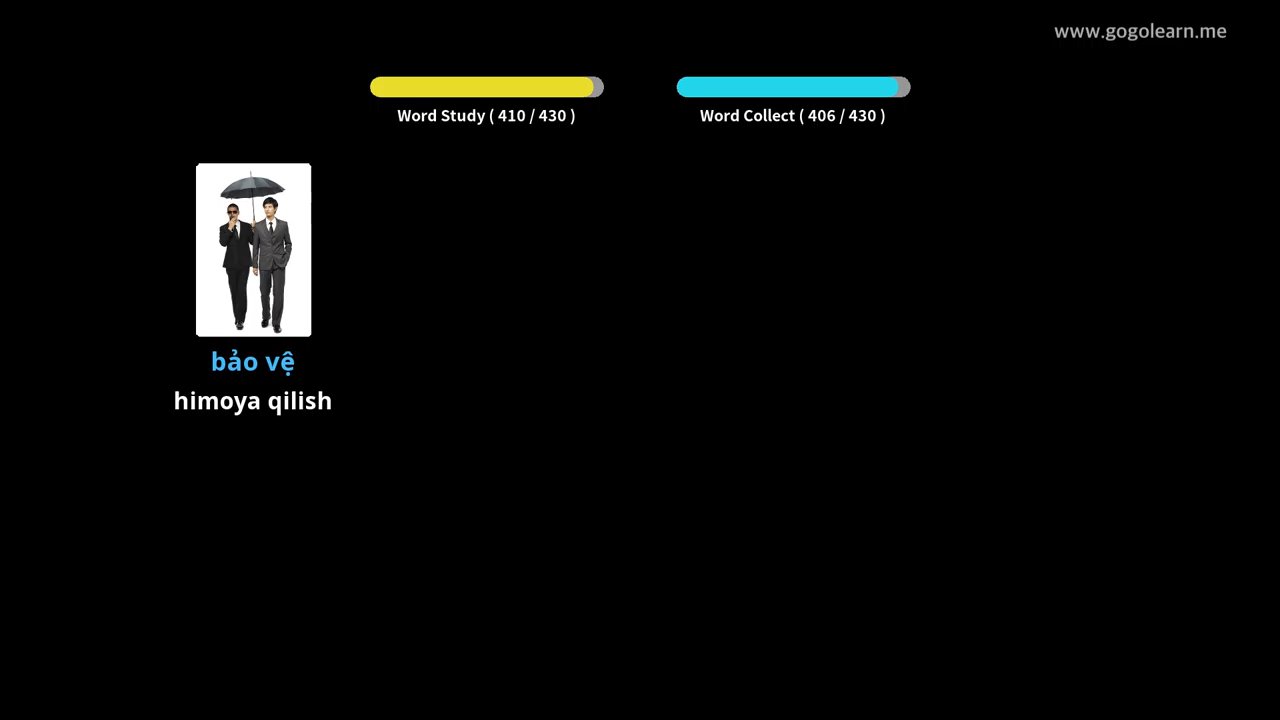 www.gogolearn.me
Word Study ( 410 / 430 )
Word Collect ( 406 / 430 )
bảo vệ
himoya qilish